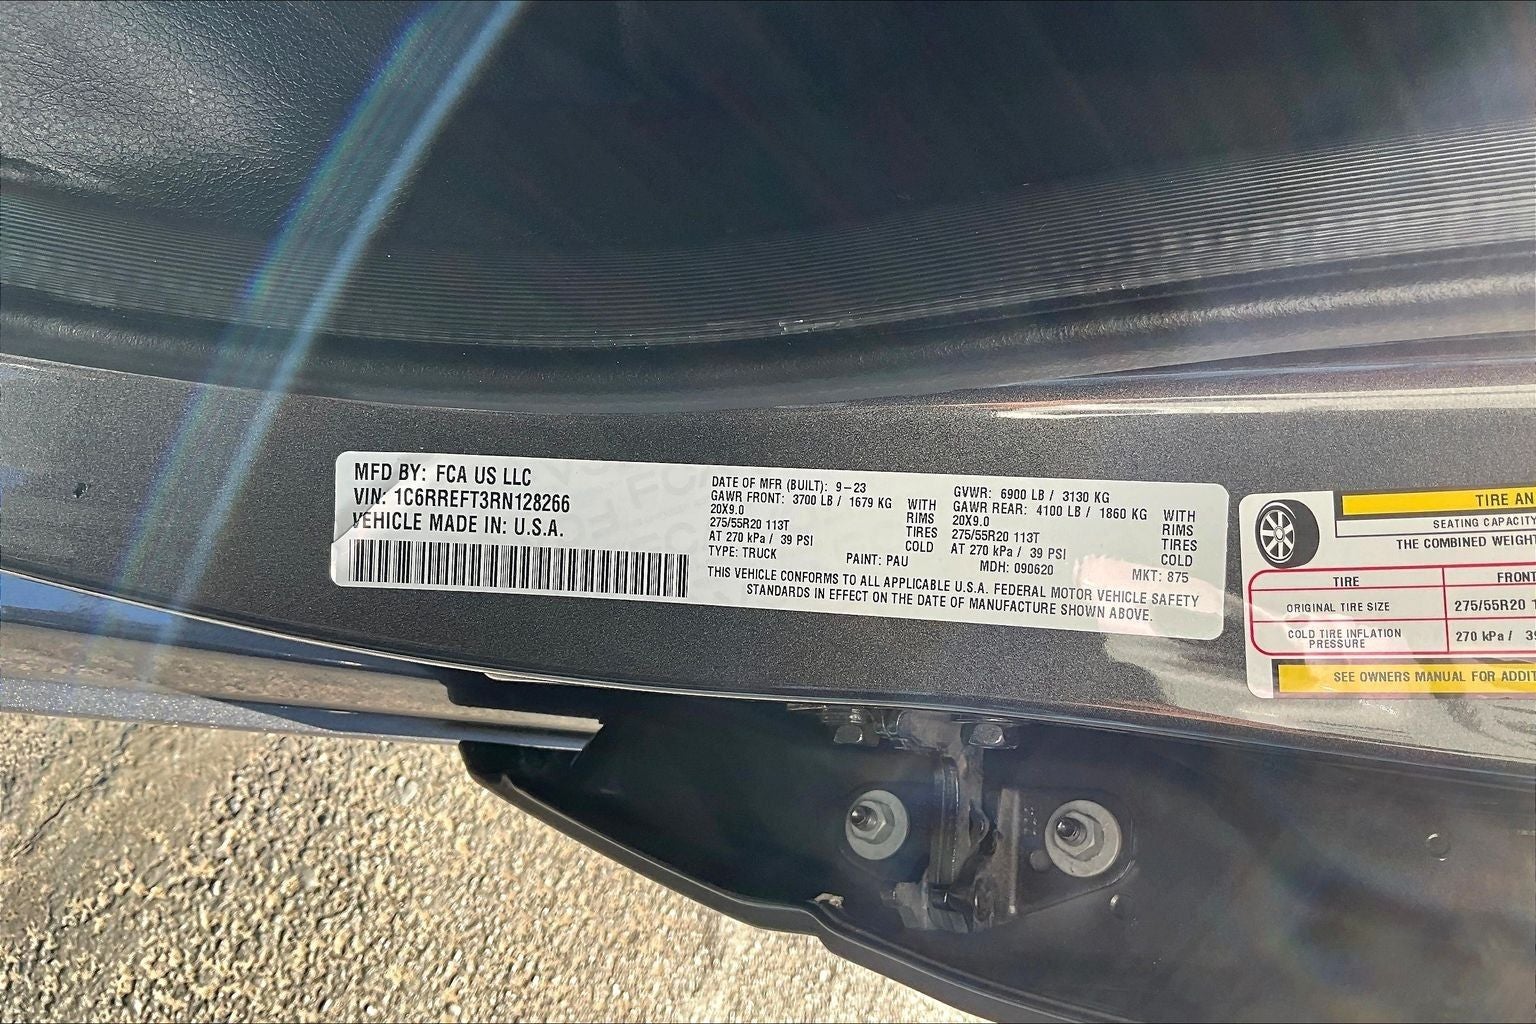 MFD BY: FCA US LLC
VIN: 1C6RREFT3RN128266
VEHICLE MADE IN: U.S.A.
DATE OF MFR (BUILT): 9-23
GAWR FRONT: 3700 LB / 1679 KG WITH
20X9.0 RIMS
275/55R20 113T TIRES
AT 270 kPa / 39 PSI COLD
TYPE: TRUCK PAINT: PAU
GVWR: 6900 LB / 3130 KG
GAWR REAR: 4100 LB / 1860 KG WITH
20X9.0 RIMS
275/55R20 113T TIRES
AT 270 kPa / 39 PSI COLD
MDH: 090620 MKT: 875
THIS VEHICLE CONFORMS TO ALL APPLICABLE U.S.A. FEDERAL MOTOR VEHICLE SAFETY
STANDARDS IN EFFECT ON THE DATE OF MANUFACTURE SHOWN ABOVE.
TIRE AN
SEATING CAPACITY
THE COMBINED WEIGHT
TIRE FRONT
ORIGINAL TIRE SIZE 275/55R20
COLD TIRE INFLATION
PRESSURE 270 kPa /
SEE OWNERS MANUAL FOR ADDIT